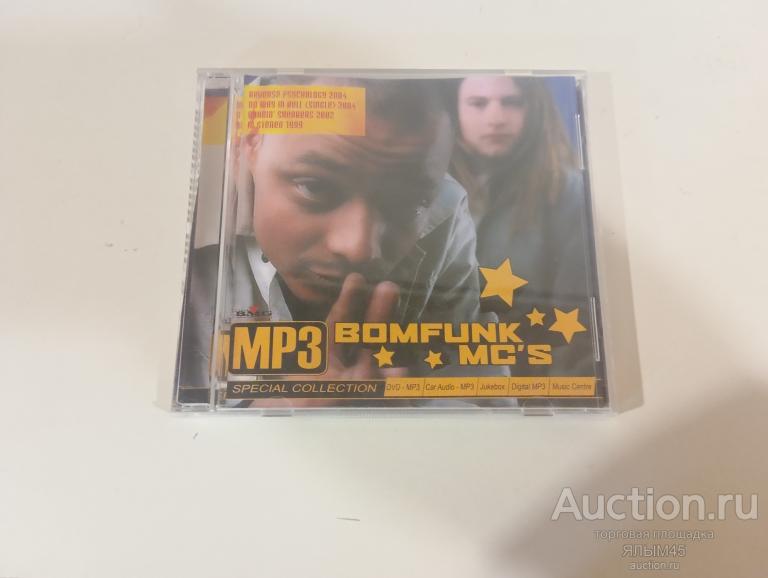 REVERSE PSYCHOLOGY 2004
NO WAY IN HELL (SINGLE) 2004
BURNIN' SNEAKERS 2002
STEREO 1999
BMG
MP3
BOMFUNK
MC'S
SPECIAL COLLECTION
DVD - MP3
Car Audio - MP3
Jukebox
Digital MP3
Music Centre
Auction.ru
торговая площадка
ЯЛЫМ45
auction.ru